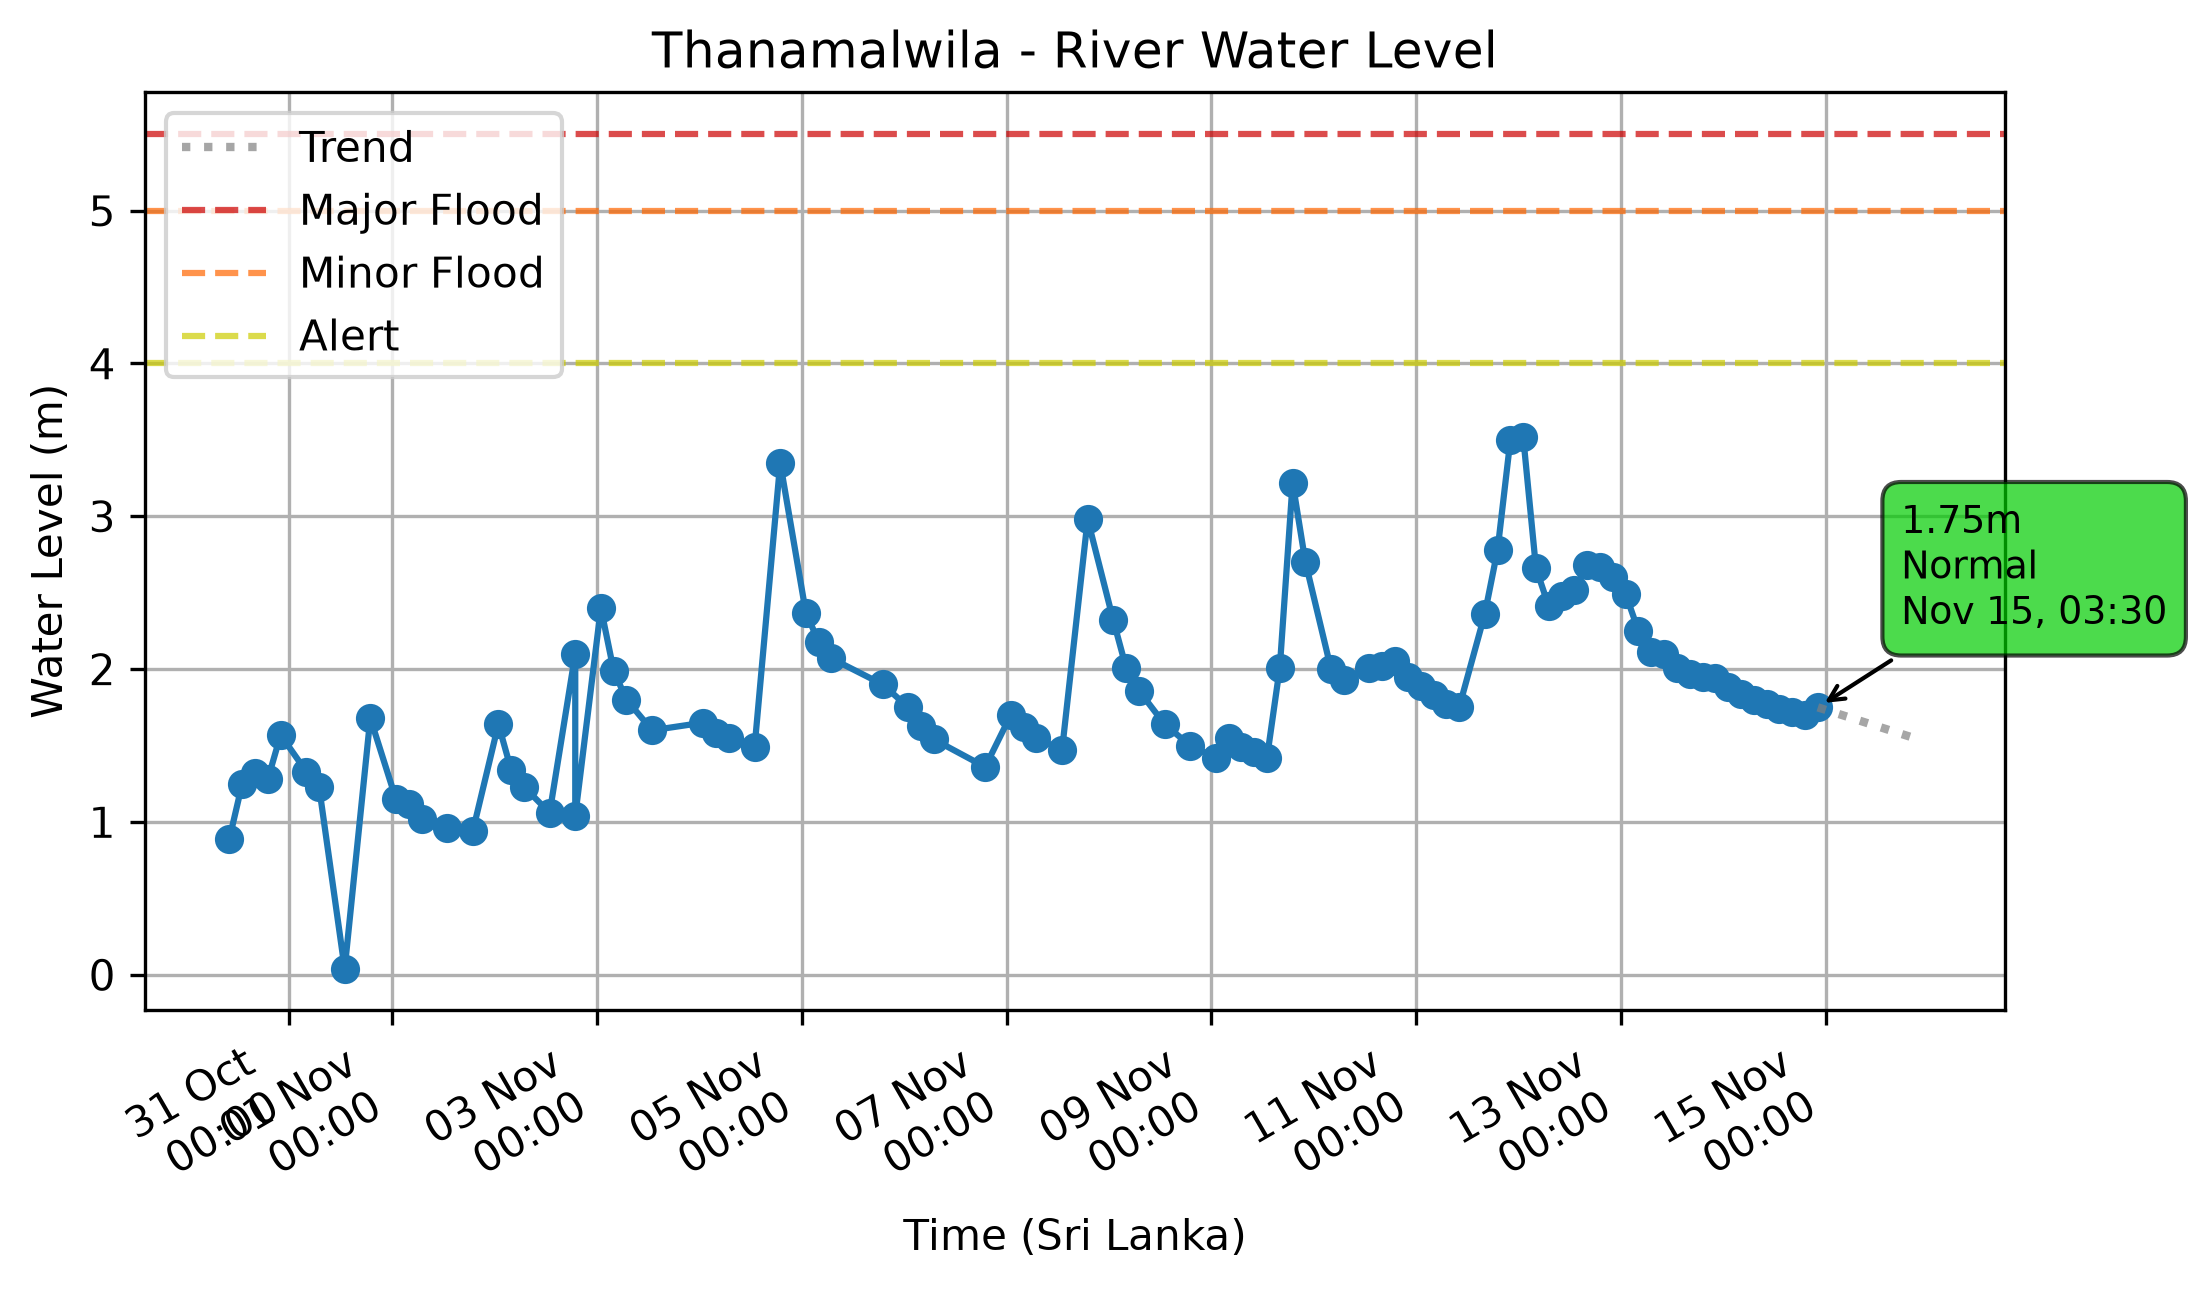 Thanamalwila - River Water Level
Trend
Major Flood
Minor Flood
Alert
5
4
3
2
1
0
Water Level (m)
1.75m
Normal
Nov 15, 03:30
31 Oct
00:00
01 Nov
00:00
03 Nov
00:00
05 Nov
00:00
07 Nov
00:00
09 Nov
00:00
11 Nov
00:00
13 Nov
00:00
15 Nov
00:00
Time (Sri Lanka)